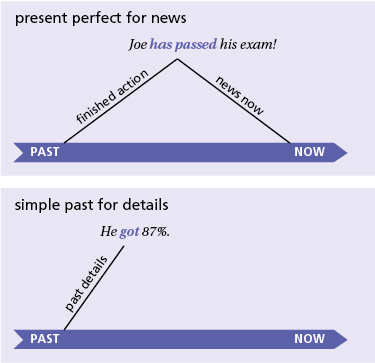 present perfect for news
Joe has passed his exam!
finished action
news now
PAST
NOW
simple past for details
He got 87%.
past details
PAST
NOW